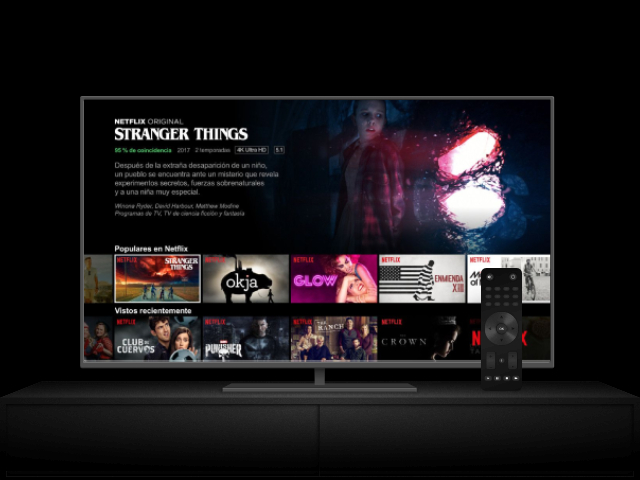 NETFLIX ORIGINAL
STRANGER THINGS
95 % de coincidencia 2017 2 temporadas 4K Ultra HD 5.1
Después de la extraña desaparición de un niño,
un pueblo se encuentra ante un misterio que revela
experimentos secretos, fuerzas sobrenaturales
y a una niña muy especial.
Winona Ryder, David Harbour, Matthew Modine
Programas de TV, TV de ciencia ficción y fantasía
Populares en Netflix
NETFLIX
STRANGER THINGS
NETFLIX
okja
NETFLIX
GLOW
NETFLIX
ENMIENDA
XIII
NETFLIX
Vistos recientemente
NETFLIX
CLUB DE
CUERVOS
NETFLIX
PUNISHER
NETFLIX
THE RANCH
NETFLIX
CROWN